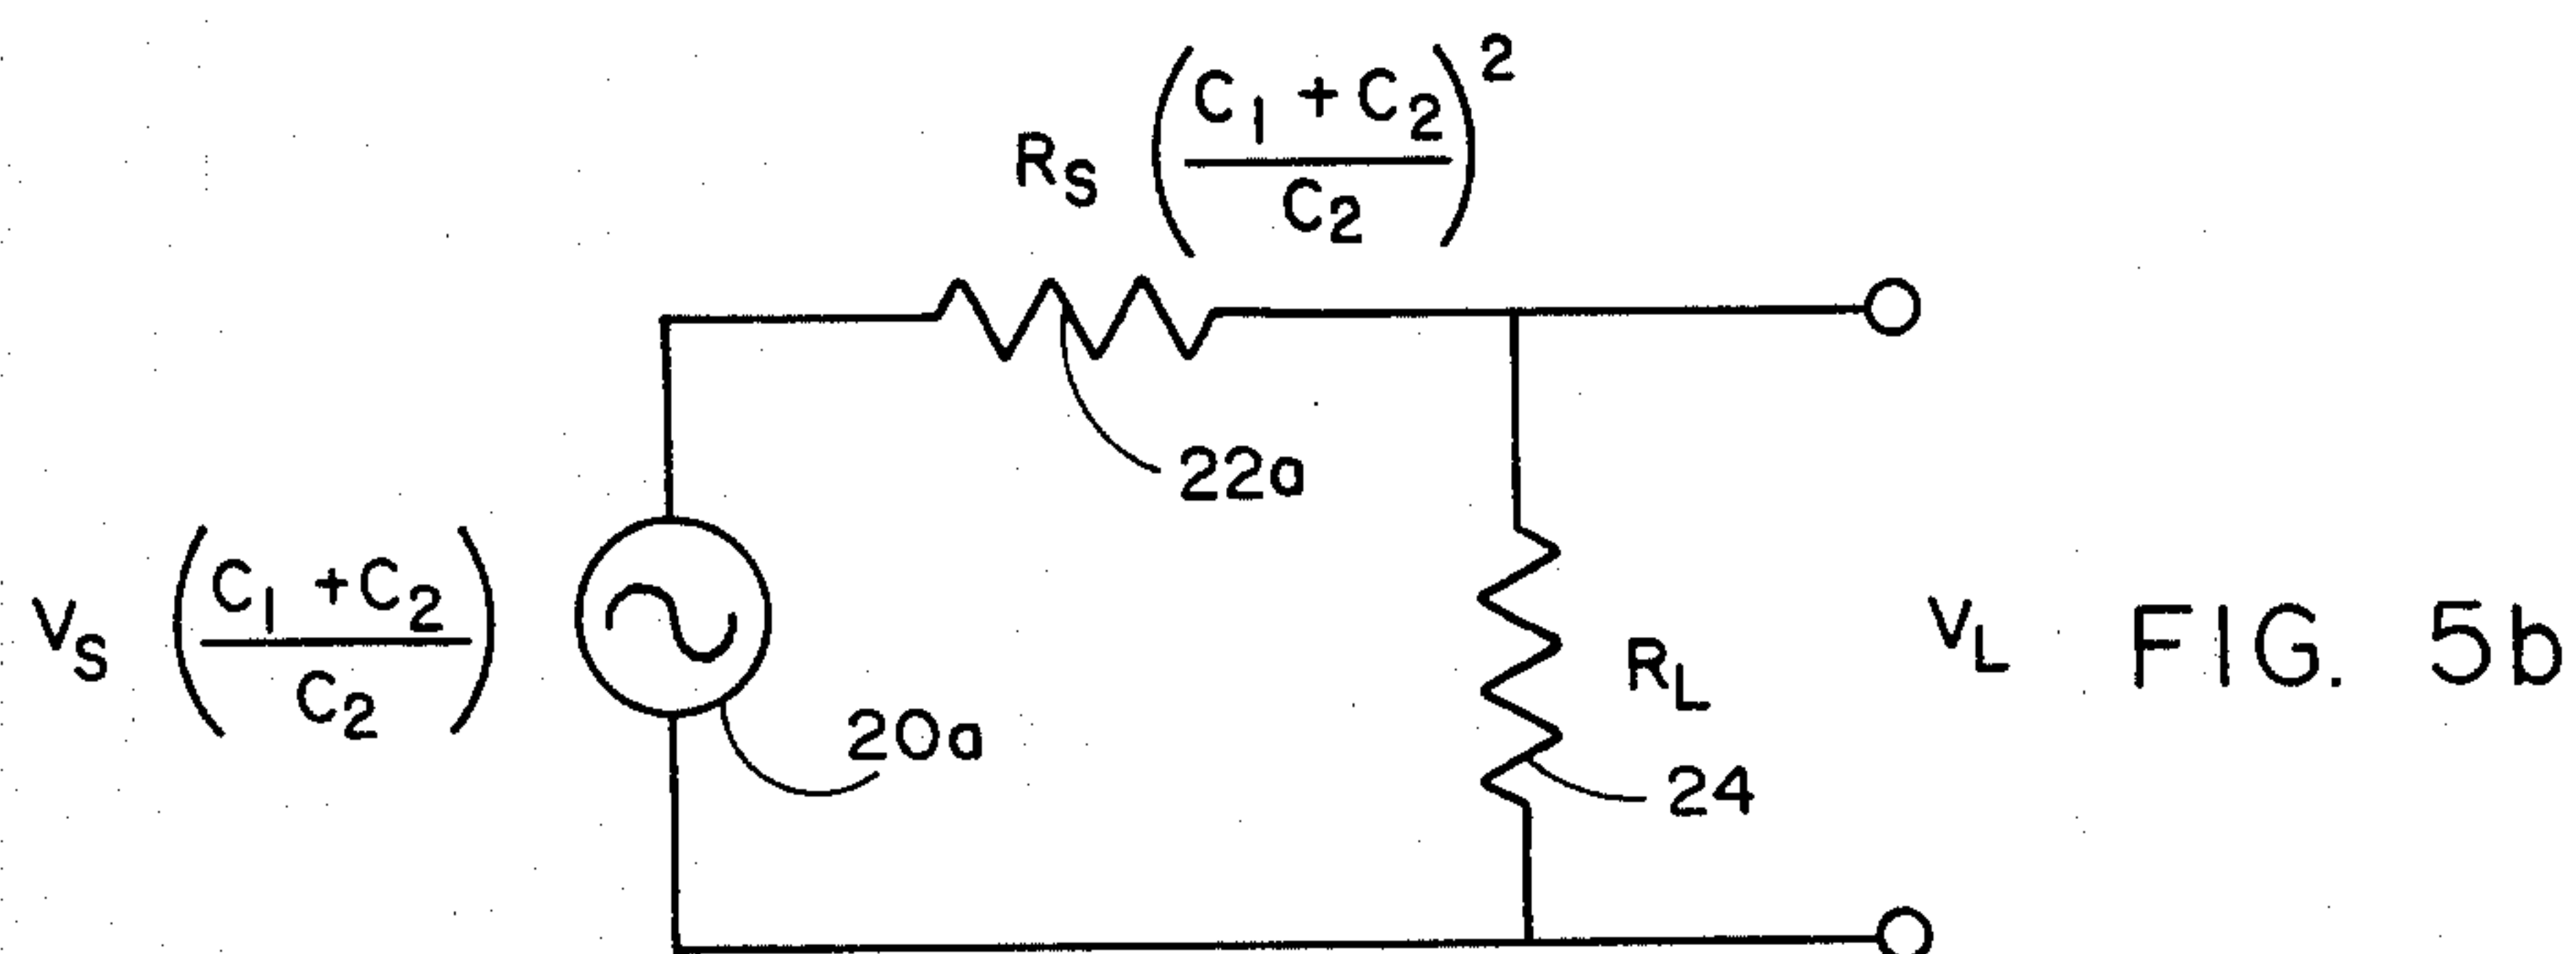 R_S ((C_1 + C_2) / C_2)^2
22a
V_S ((C_1 + C_2) / C_2)
20a
R_L
24
V_L
FIG. 5b